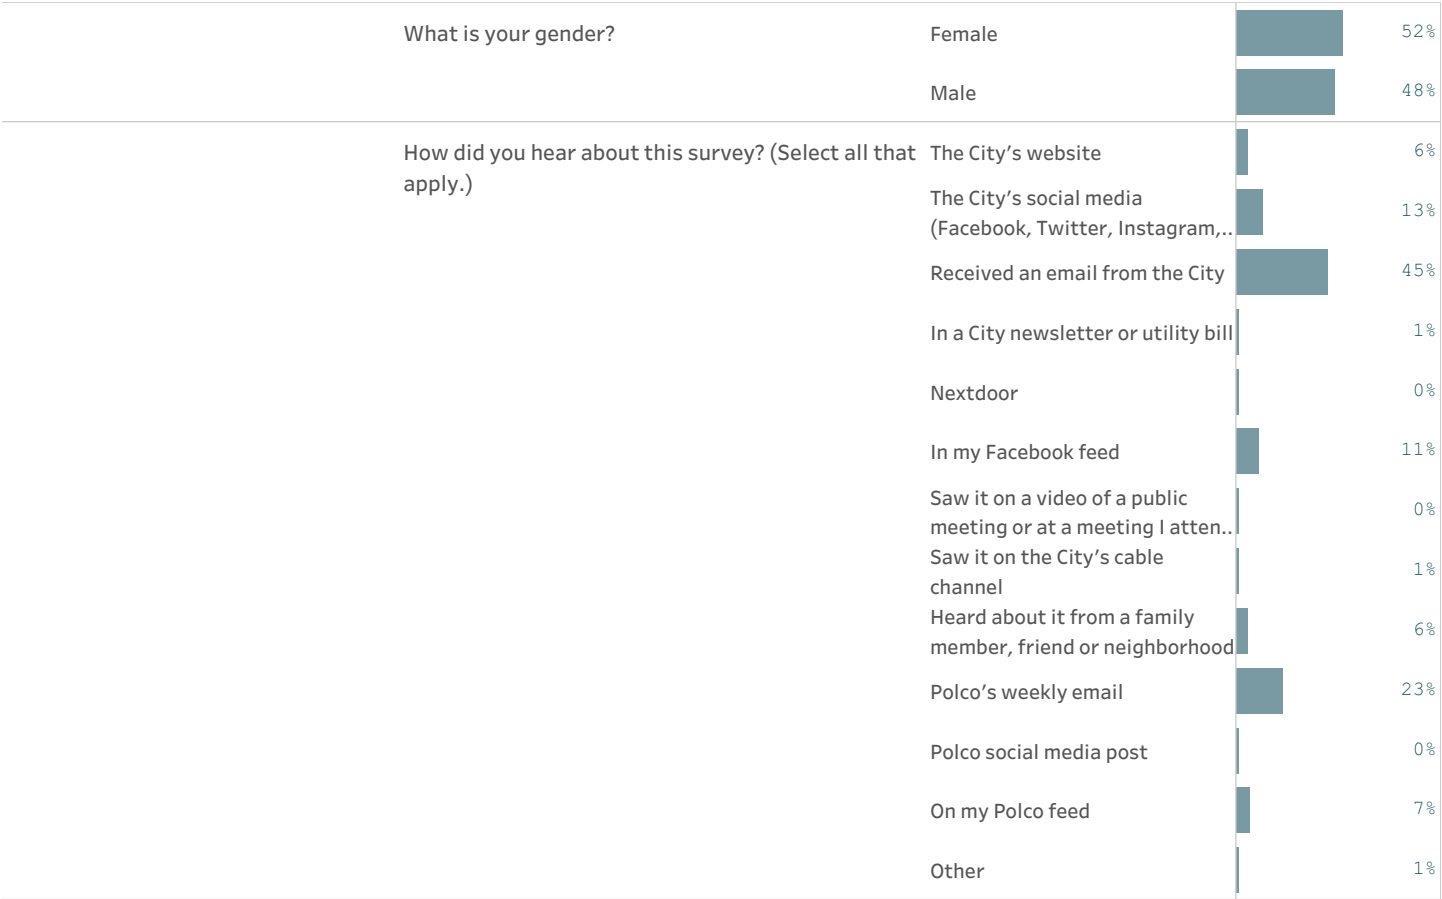 What is your gender?
Female
52%
Male
48%
How did you hear about this survey? (Select all that
apply.)
The City’s website
6%
The City’s social media
(Facebook, Twitter, Instagram,..
13%
Received an email from the City
45%
In a City newsletter or utility bill
1%
Nextdoor
0%
In my Facebook feed
11%
Saw it on a video of a public
meeting or at a meeting I atten..
0%
Saw it on the City’s cable
channel
1%
Heard about it from a family
member, friend or neighborhood
6%
Polco’s weekly email
23%
Polco social media post
0%
On my Polco feed
7%
Other
1%